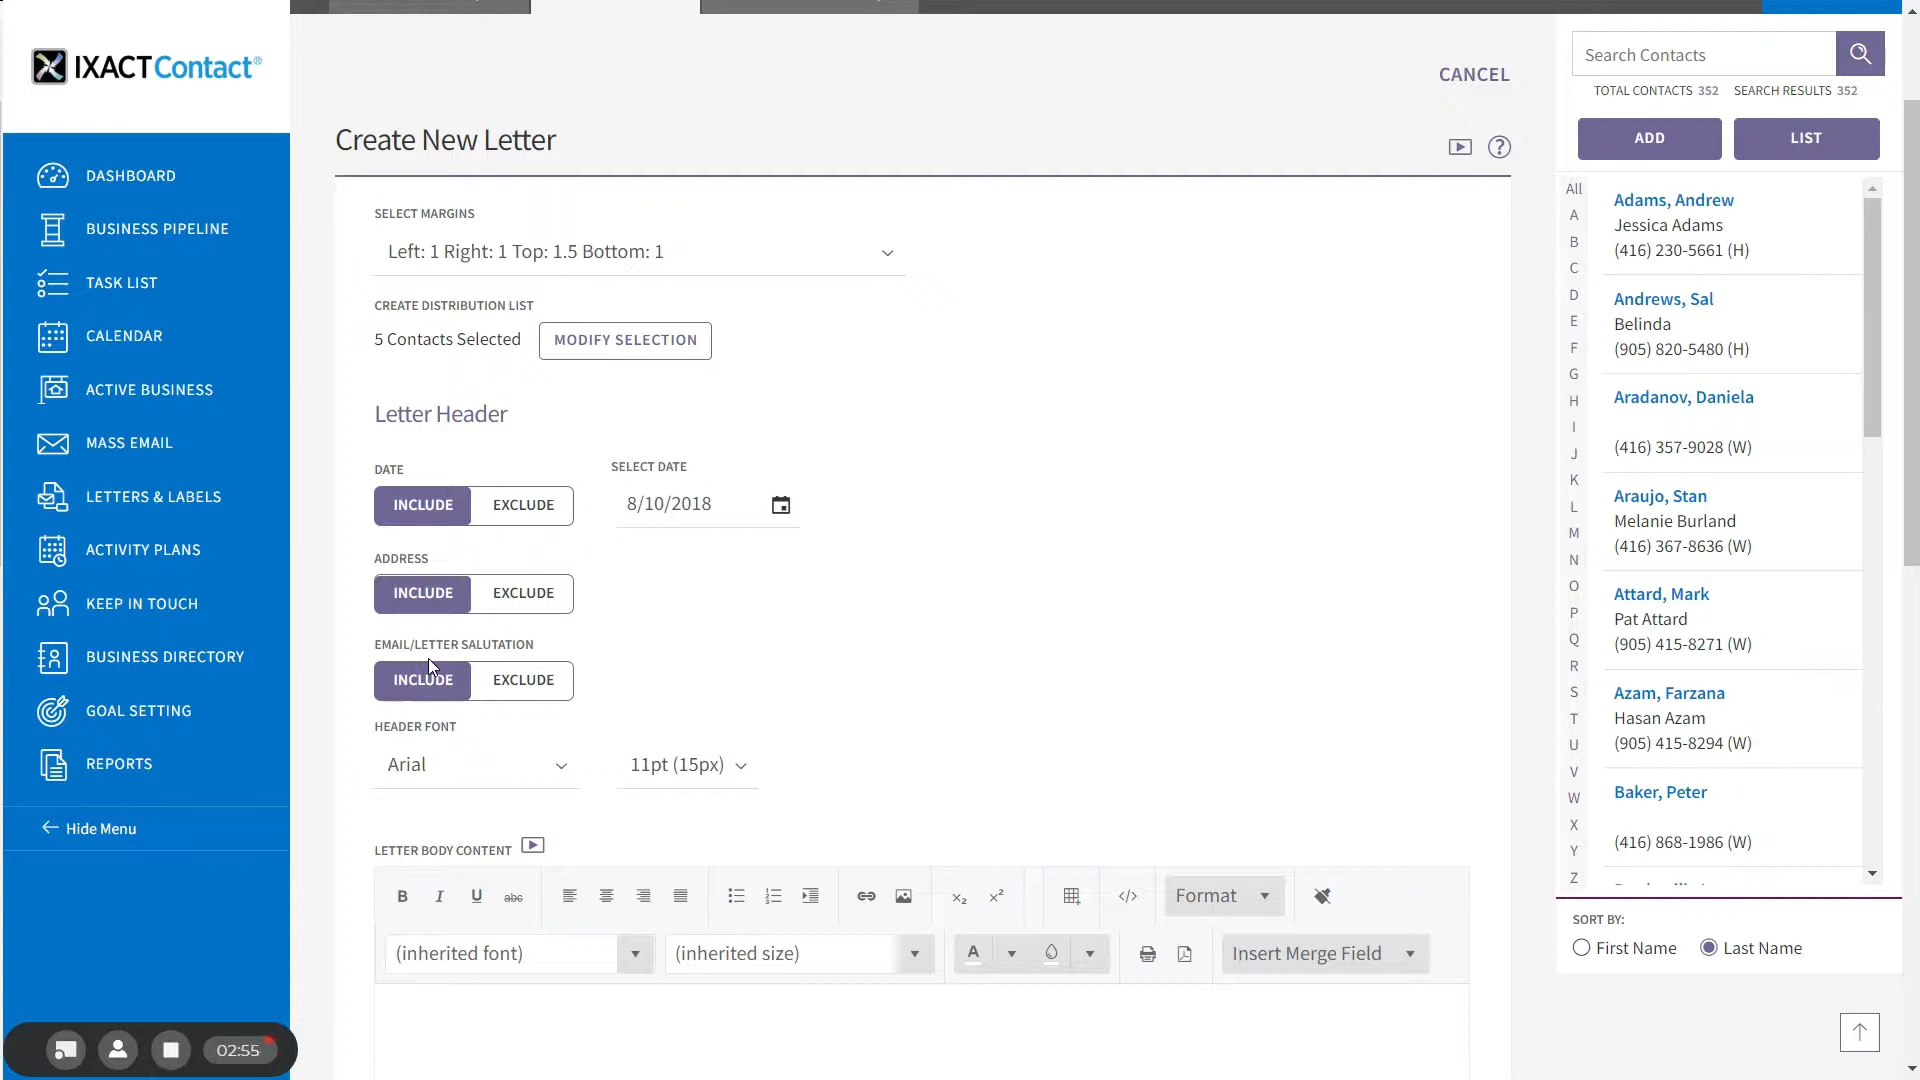 IXACTContact®
DASHBOARD
BUSINESS PIPELINE
TASK LIST
CALENDAR
ACTIVE BUSINESS
MASS EMAIL
LETTERS & LABELS
ACTIVITY PLANS
KEEP IN TOUCH
BUSINESS DIRECTORY
GOAL SETTING
REPORTS
Hide Menu
02:55
CANCEL
Create New Letter
SELECT MARGINS
Left: 1 Right: 1 Top: 1.5 Bottom: 1
CREATE DISTRIBUTION LIST
5 Contacts Selected MODIFY SELECTION
Letter Header
DATE SELECT DATE
INCLUDE EXCLUDE 8/10/2018
ADDRESS
INCLUDE EXCLUDE
EMAIL/LETTER SALUTATION
INCLUDE EXCLUDE
HEADER FONT
Arial 11pt (15px)
LETTER BODY CONTENT
B I U abc x₂ x² </> Format
(inherited font) (inherited size) A Insert Merge Field
Search Contacts
TOTAL CONTACTS 352 SEARCH RESULTS 352
ADD LIST
All
A
B
C
D
E
F
G
H
I
J
K
L
M
N
O
P
Q
R
S
T
U
V
W
X
Y
Z
Adams, Andrew
Jessica Adams
(416) 230-5661 (H)
Andrews, Sal
Belinda
(905) 820-5480 (H)
Aradanov, Daniela
(416) 357-9028 (W)
Araujo, Stan
Melanie Burland
(416) 367-8636 (W)
Attard, Mark
Pat Attard
(905) 415-8271 (W)
Azam, Farzana
Hasan Azam
(905) 415-8294 (W)
Baker, Peter
(416) 868-1986 (W)
SORT BY:
First Name Last Name